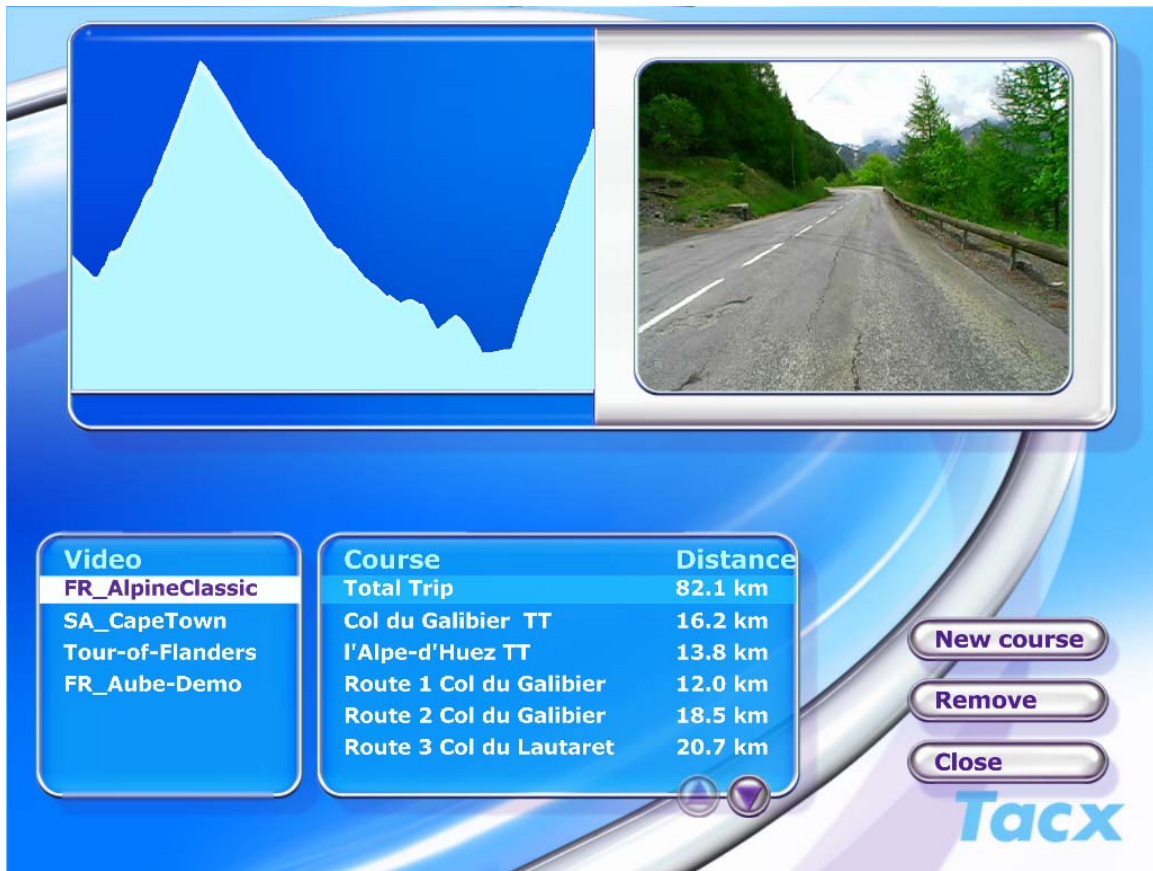 Video
FR_AlpineClassic
SA_CapeTown
Tour-of-Flanders
FR_Aube-Demo
Course Distance
Total Trip 82.1 km
Col du Galibier TT 16.2 km
l'Alpe-d'Huez TT 13.8 km
Route 1 Col du Galibier 12.0 km
Route 2 Col du Galibier 18.5 km
Route 3 Col du Lautaret 20.7 km
New course
Remove
Close
Tacx